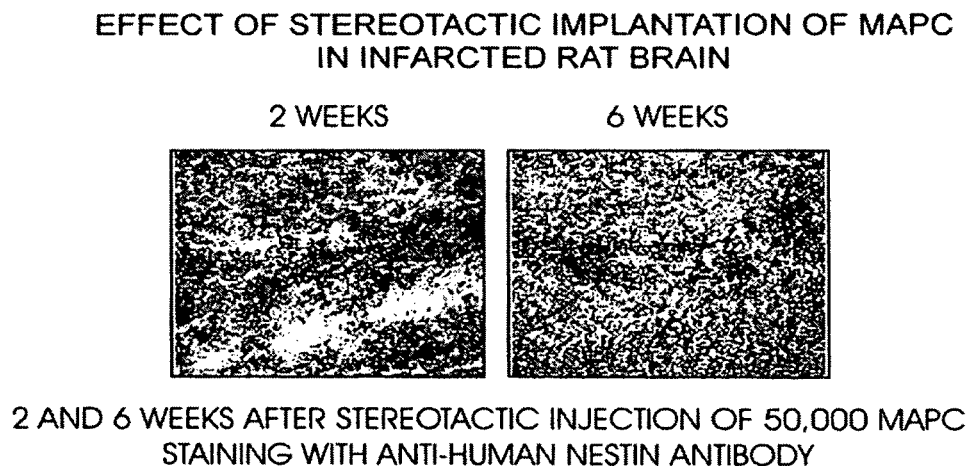 EFFECT OF STEREOTACTIC IMPLANTATION OF MAPC
IN INFARCTED RAT BRAIN
2 WEEKS
6 WEEKS
2 AND 6 WEEKS AFTER STEREOTACTIC INJECTION OF 50,000 MAPC
STAINING WITH ANTI-HUMAN NESTIN ANTIBODY